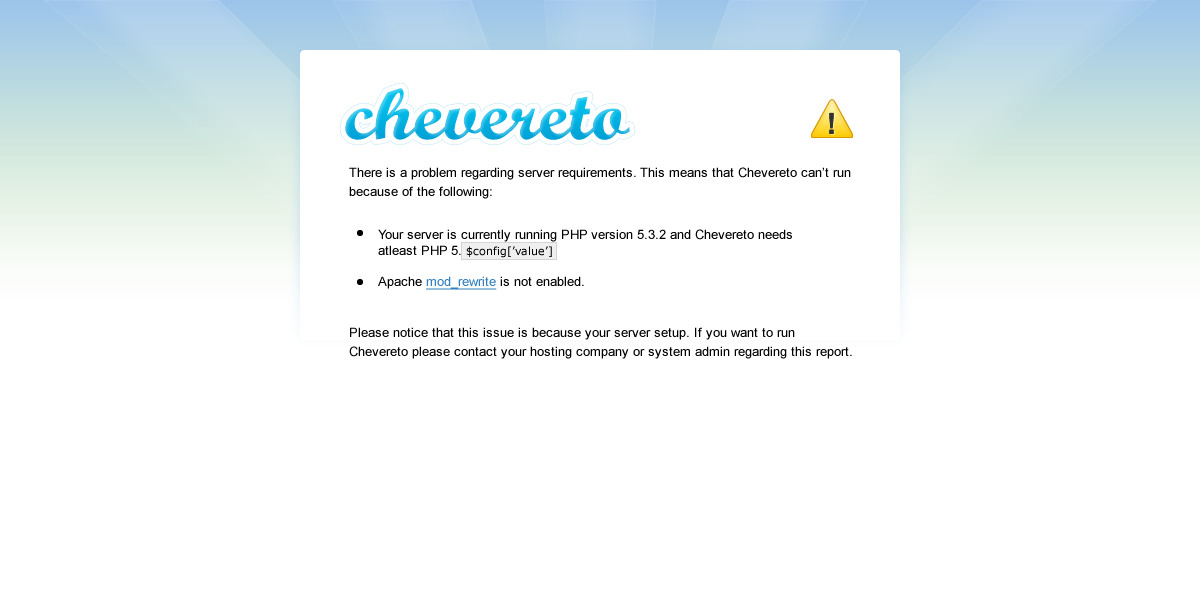 chevereto
There is a problem regarding server requirements. This means that Chevereto can’t run
because of the following:
Your server is currently running PHP version 5.3.2 and Chevereto needs
atleast PHP 5. $config[‘value’]
Apache mod_rewrite is not enabled.
Please notice that this issue is because your server setup. If you want to run
Chevereto please contact your hosting company or system admin regarding this report.